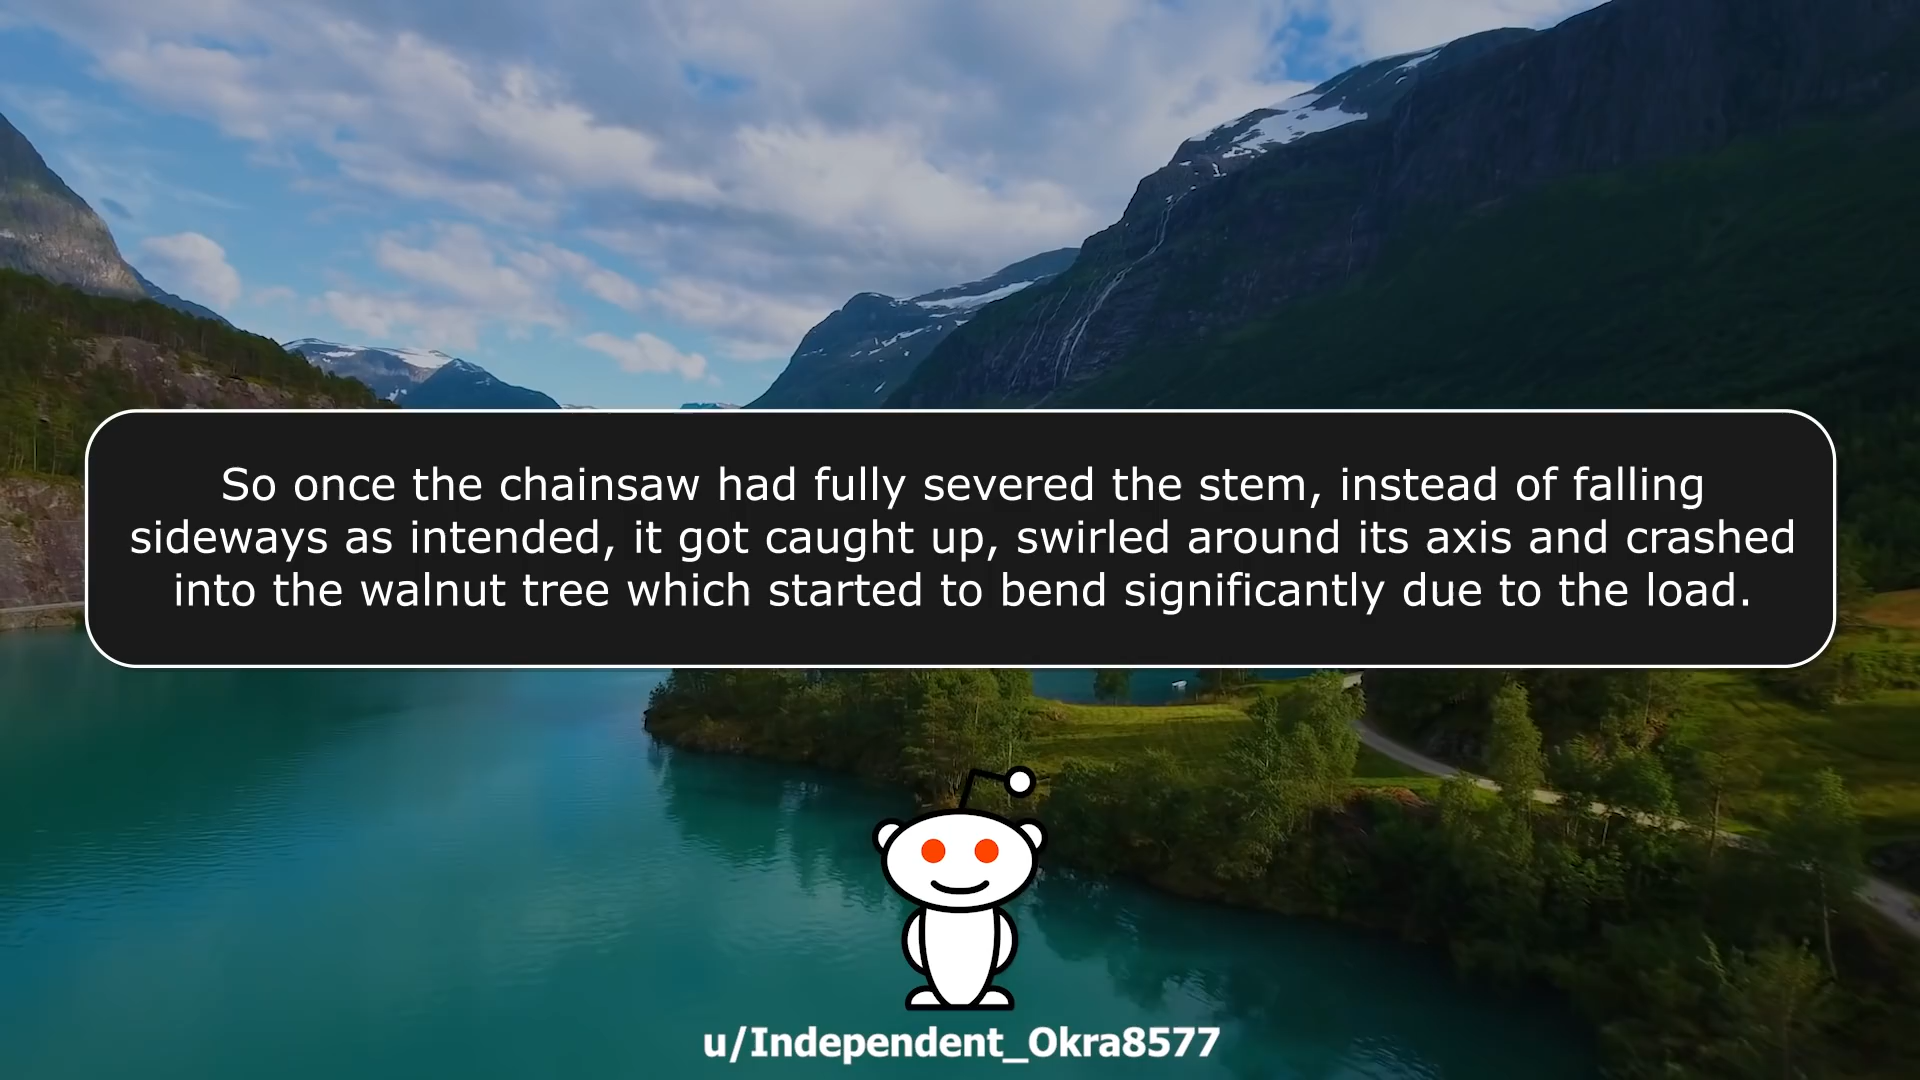 So once the chainsaw had fully severed the stem, instead of falling
sideways as intended, it got caught up, swirled around its axis and crashed
into the walnut tree which started to bend significantly due to the load.
u/Independent_Okra8577